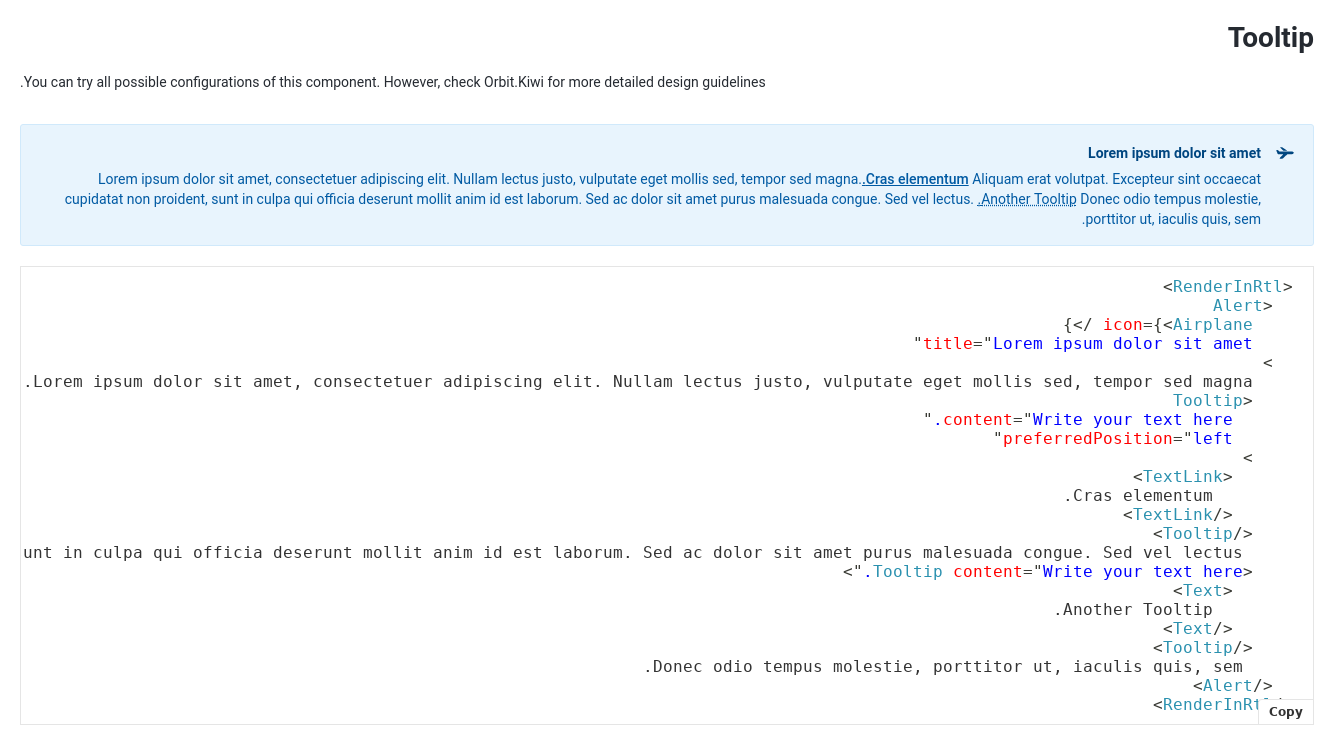 Tooltip
.You can try all possible configurations of this component. However, check Orbit.Kiwi for more detailed design guidelines
Lorem ipsum dolor sit amet
Lorem ipsum dolor sit amet, consectetuer adipiscing elit. Nullam lectus justo, vulputate eget mollis sed, tempor sed magna..Cras elementum Aliquam erat volutpat. Excepteur sint occaecat
cupidatat non proident, sunt in culpa qui officia deserunt mollit anim id est laborum. Sed ac dolor sit amet purus malesuada congue. Sed vel lectus. .Another Tooltip Donec odio tempus molestie,
.porttitor ut, iaculis quis, sem
<RenderInRtl>
Alert>
{</ icon={<Airplane
"title="Lorem ipsum dolor sit amet
<
.Lorem ipsum dolor sit amet, consectetuer adipiscing elit. Nullam lectus justo, vulputate eget mollis sed, tempor sed magna
Tooltip>
".content="Write your text here
"preferredPosition="left
<
<TextLink>
.Cras elementum
<TextLink/>
<Tooltip/>
unt in culpa qui officia deserunt mollit anim id est laborum. Sed ac dolor sit amet purus malesuada congue. Sed vel lectus
<".Tooltip content="Write your text here>
<Text>
.Another Tooltip
<Text/>
<Tooltip/>
.Donec odio tempus molestie, porttitor ut, iaculis quis, sem
<Alert/>
<RenderInRtl/>
Copy